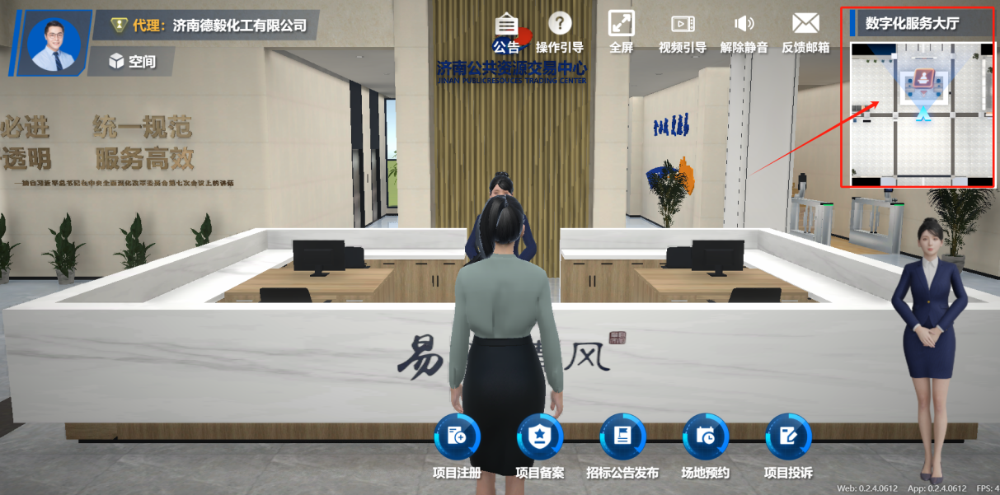 代理：济南德毅化工有限公司
空间
公告
操作引导
全屏
视频引导
解除静音
反馈邮箱
数字化服务大厅
济南公共资源交易中心
JINAN PUBLICRESOUCES TRADING CENTER
必进 统一规范
透明 服务高效
易
风
项目注册
项目备案
招标公告发布
场地预约
项目投诉
Web: 0.2.4.0612 App: 0.2.4.0612 FPS: 4